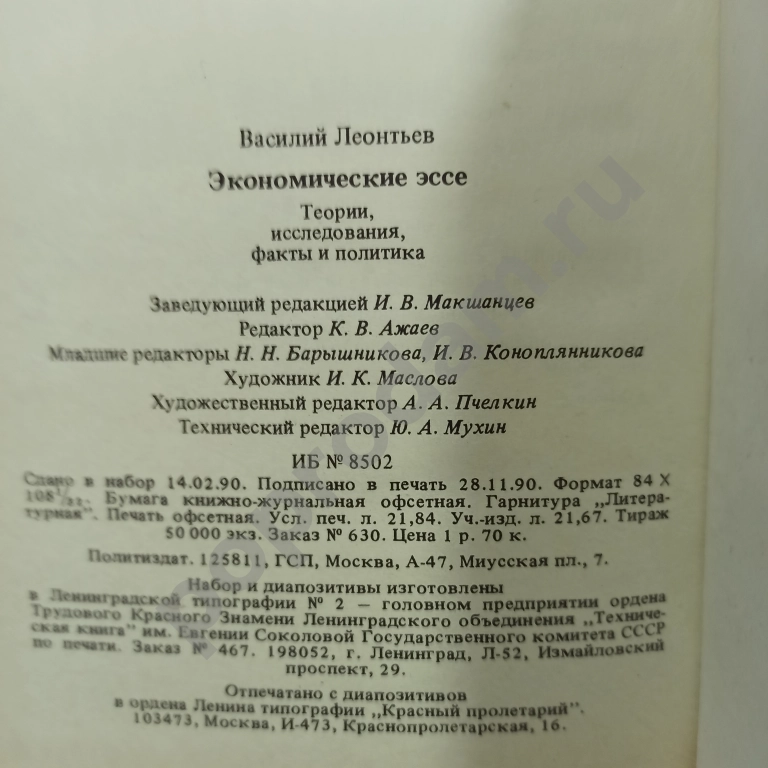 Василий Леонтьев
Экономические эссе
Теории,
исследования,
факты и политика
Заведующий редакцией И. В. Макшанцев
Редактор К. В. Ажаев
Младшие редакторы Н. Н. Барышникова, И. В. Коноплянникова
Художник И. К. Маслова
Художественный редактор А. А. Пчелкин
Технический редактор Ю. А. Мухин
ИБ № 8502
Сдано в набор 14.02.90. Подписано в печать 28.11.90. Формат 84 X
108 1/32. Бумага книжно-журнальная офсетная. Гарнитура „Литера-
турная". Печать офсетная. Усл. печ. л. 21,84. Уч.-изд. л. 21,67. Тираж
50 000 экз. Заказ № 630. Цена 1 р. 70 к.
Политиздат. 125811, ГСП, Москва, А-47, Миусская пл., 7.
Набор и диапозитивы изготовлены
в Ленинградской типографии № 2 — головном предприятии ордена
Трудового Красного Знамени Ленинградского объединения „Техниче-
ская книга" им. Евгении Соколовой Государственного комитета СССР
по печати. Заказ № 467. 198052, г. Ленинград, Л-52, Измайловский
проспект, 29.
Отпечатано с диапозитивов
в ордена Ленина типографии „Красный пролетарий".
103473, Москва, И-473, Краснопролетарская, 16.